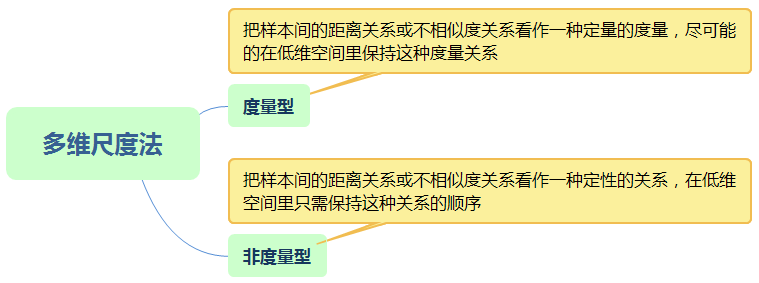 把样本间的距离关系或不相似度关系看作一种定量的度量，尽可能
的在低维空间里保持这种度量关系
度量型
多维尺度法
把样本间的距离关系或不相似度关系看作一种定性的关系，在低维
空间里只需保持这种关系的顺序
非度量型